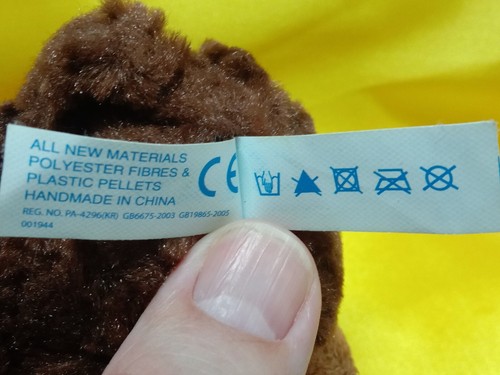 ALL NEW MATERIALS
POLYESTER FIBRES &
PLASTIC PELLETS
HANDMADE IN CHINA
REG. NO. PA-4296(KR) GB6675-2003 GB19865-2005
001944
CE